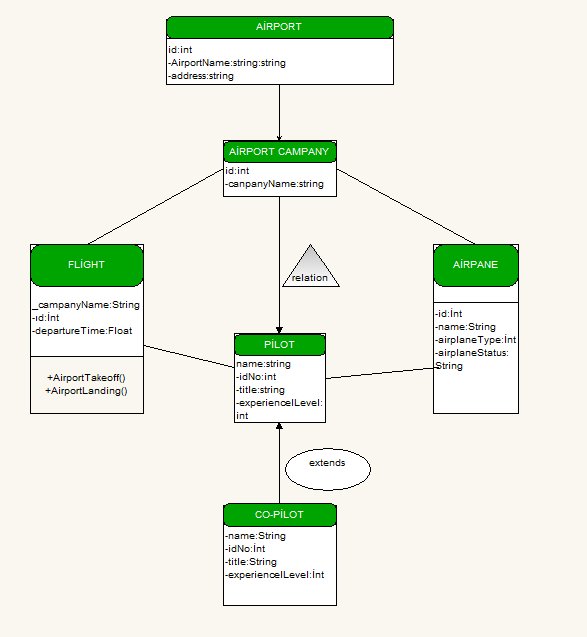 AİRPORT
id:int
-AirportName:string:string
-address:string
AİRPORT CAMPANY
id:int
-canpanyName:string
FLİGHT
_campanyName:String
-ıd:İnt
-departureTime:Float
+AirportTakeoff()
+AirportLanding()
relation
AİRPANE
-id:İnt
-name:String
-airplaneType:İnt
-airplaneStatus:
String
PİLOT
name:string
-idNo:int
-title:string
-experiencelLevel:
int
extends
CO-PİLOT
-name:String
-idNo:İnt
-title:String
-experiencelLevel:İnt